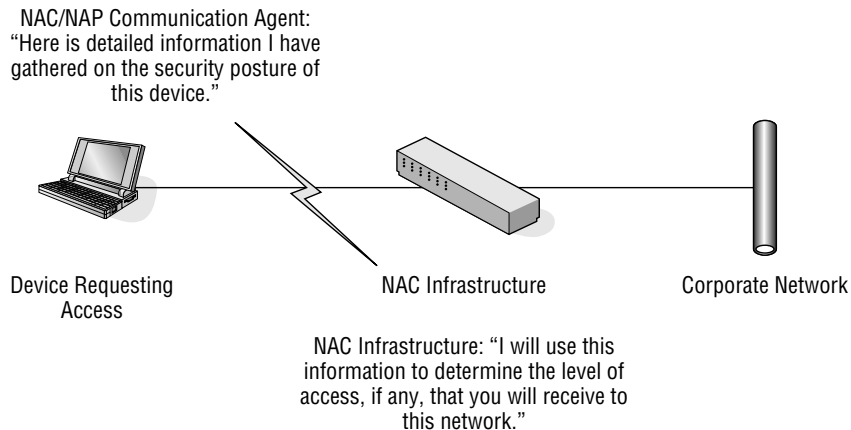 NAC/NAP Communication Agent:
“Here is detailed information I have
gathered on the security posture of
this device.”
Device Requesting
Access
NAC Infrastructure
Corporate Network
NAC Infrastructure: “I will use this
information to determine the level of
access, if any, that you will receive to
this network.”